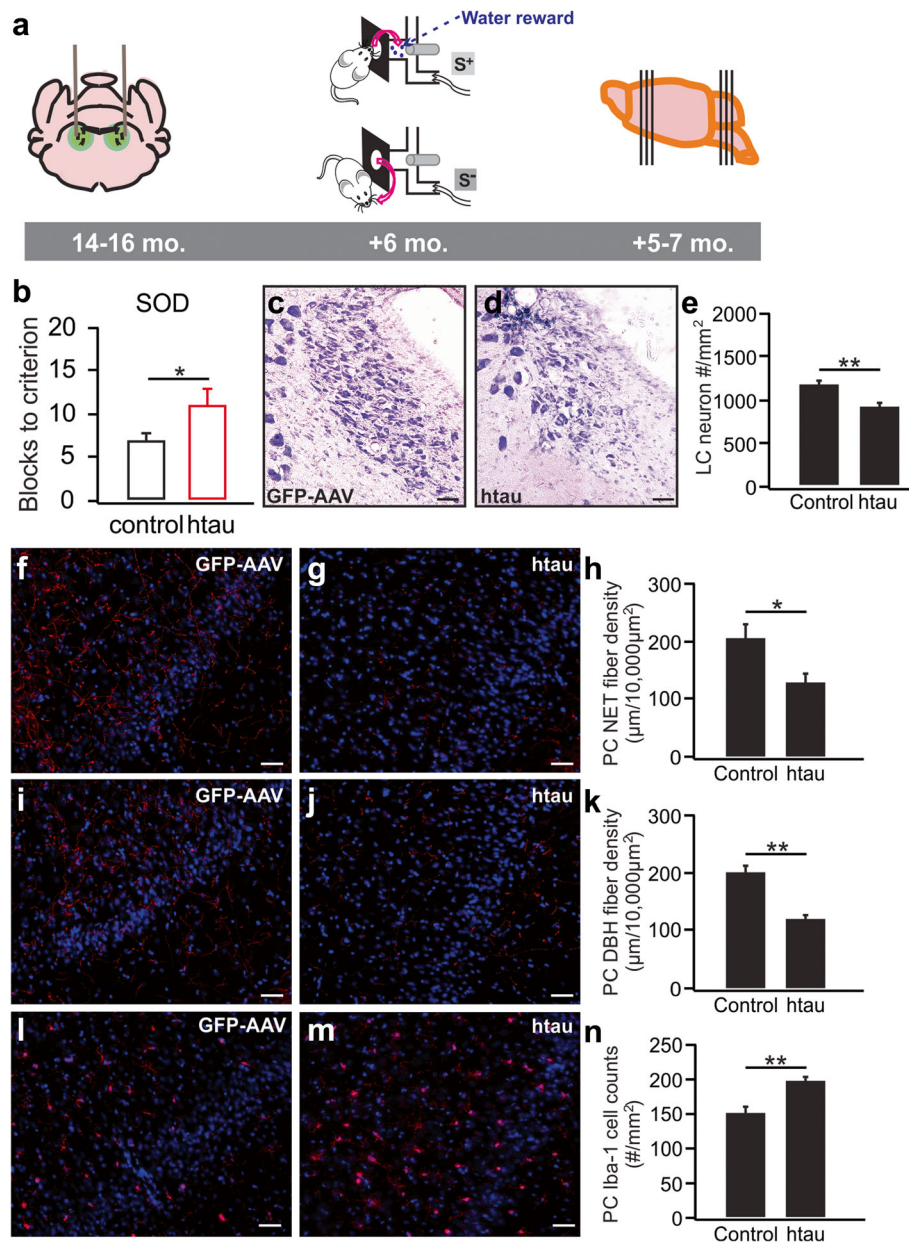 a
Water reward
S+
S-
14-16 mo.
+6 mo.
+5-7 mo.
b
SOD
20
15
10
5
0
Blocks to criterion
*
control htau
c
GFP-AAV
d
htau
e
1500
1200
1000
500
0
LC neuron #/mm²
**
Control htau
f
GFP-AAV
g
htau
h
300
200
100
0
PC NET fiber density
(µm/10,000µm²)
*
Control htau
i
GFP-AAV
j
htau
k
300
200
100
0
PC DBH fiber density
(µm/10,000µm²)
**
Control htau
l
GFP-AAV
m
htau
n
250
200
150
100
50
0
PC Iba-1 cell counts
(#/mm²)
**
Control htau